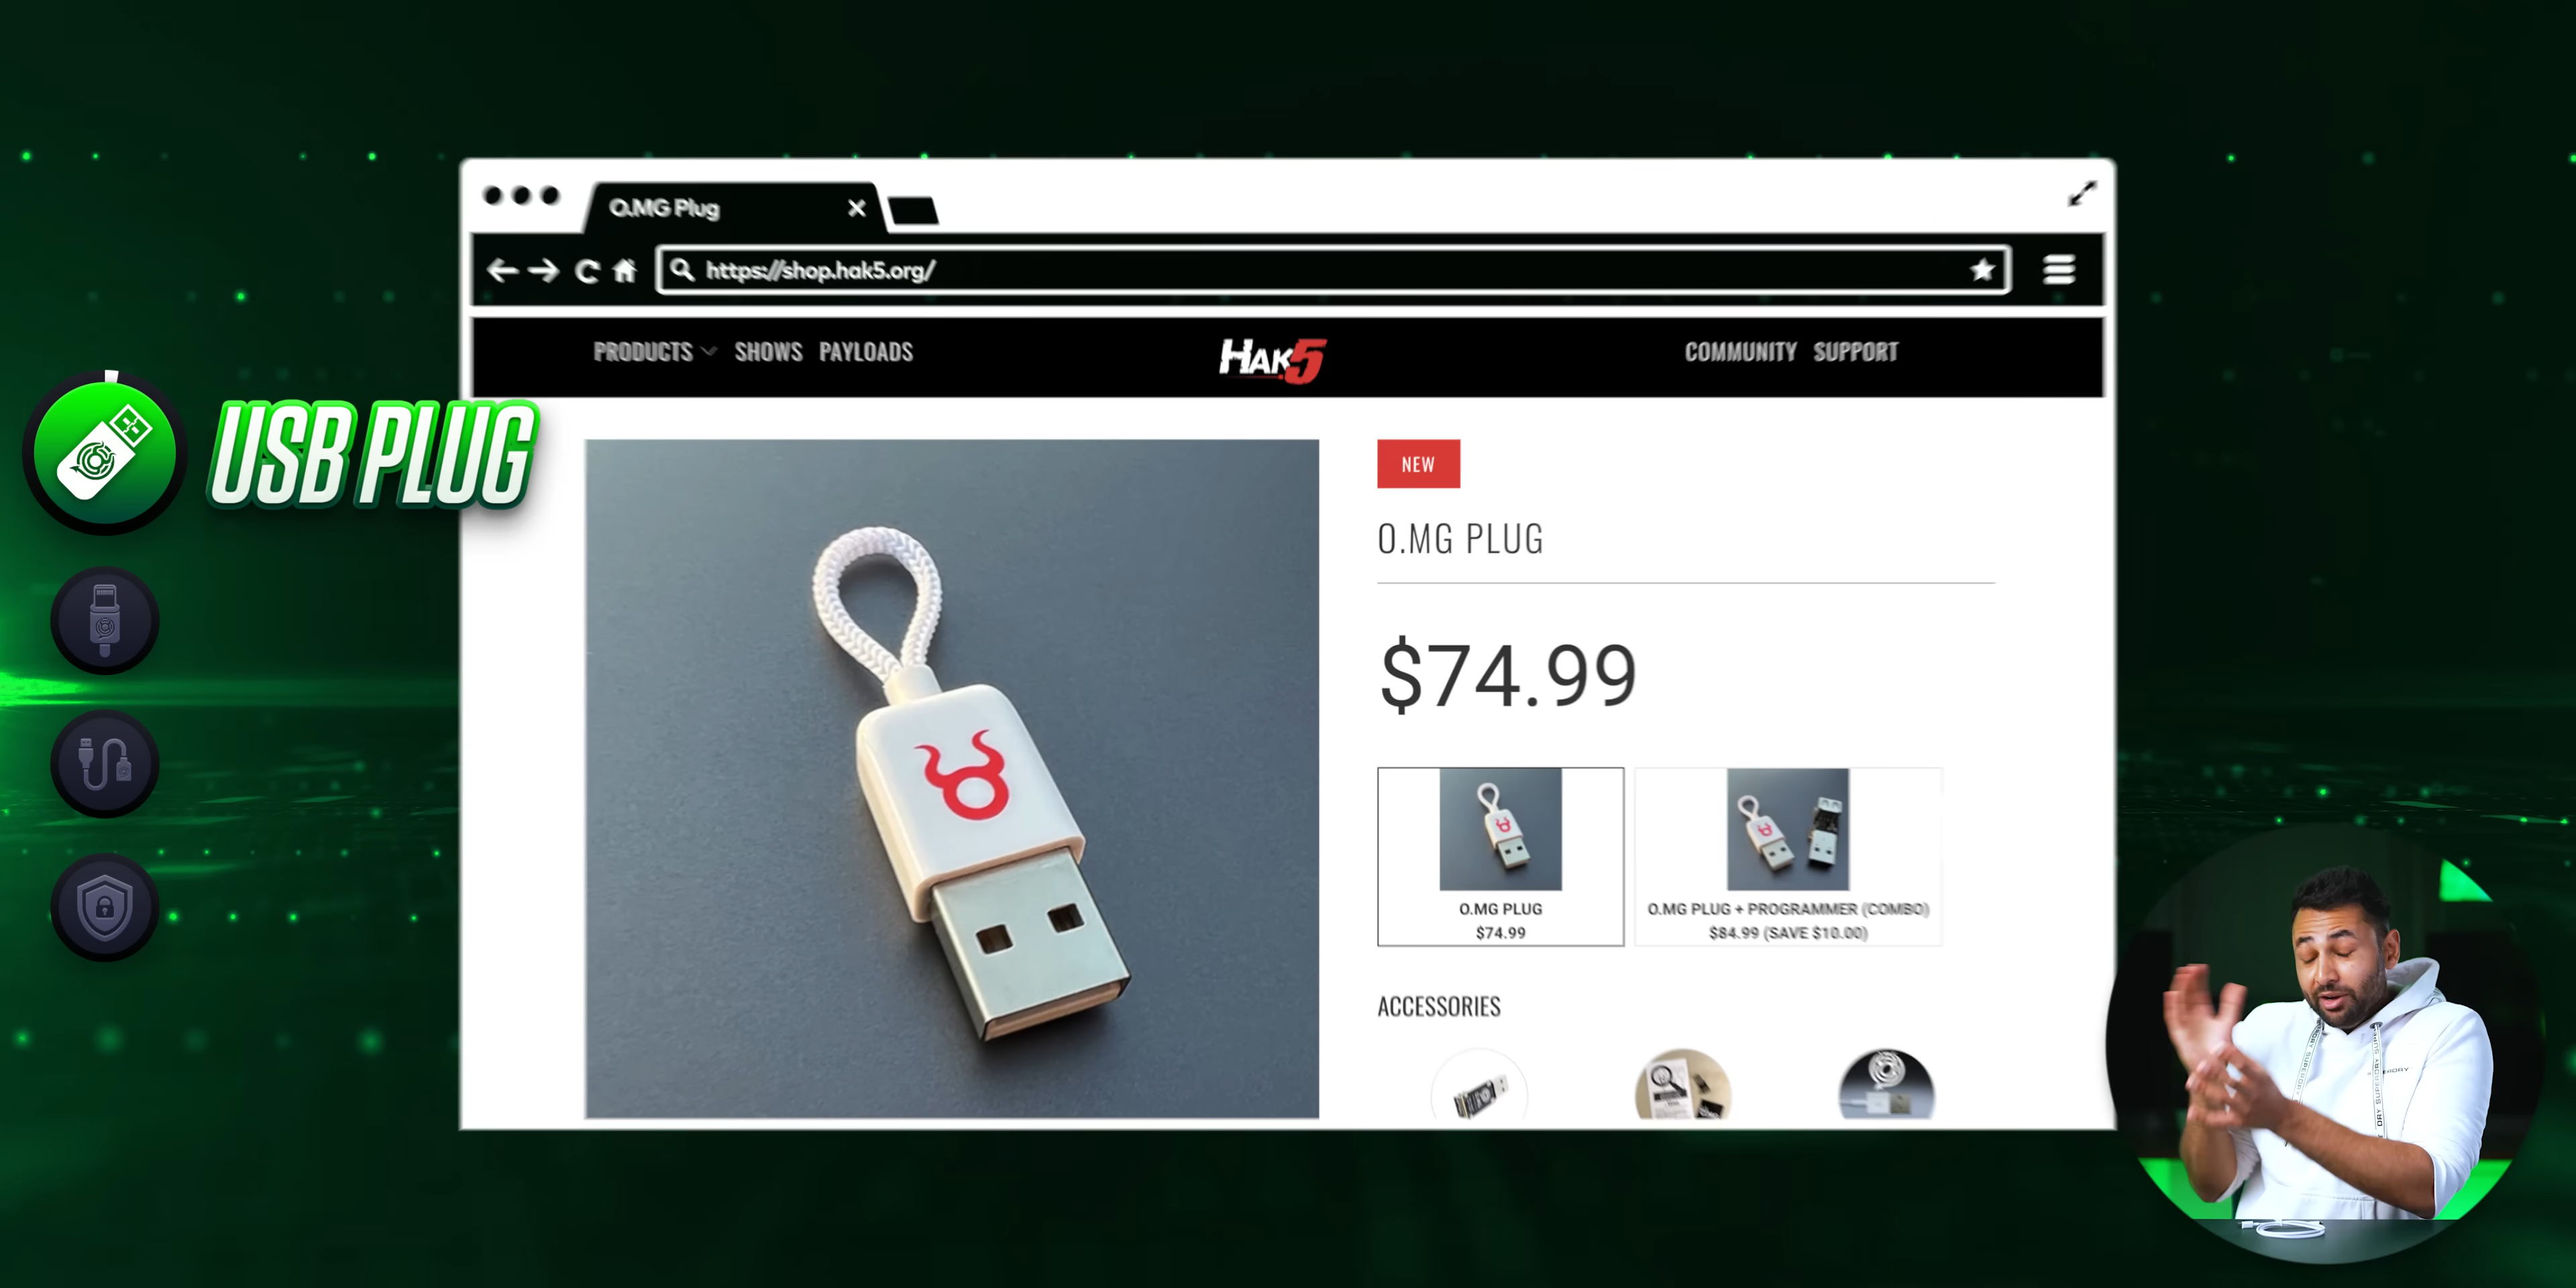 O.MG Plug
https://shop.hak5.org/
PRODUCTS SHOWS PAYLOADS
HAK5
COMMUNITY SUPPORT
USB PLUG
NEW
O.MG PLUG
$74.99
O.MG PLUG
$74.99
O.MG PLUG + PROGRAMMER (COMBO)
$84.99 (SAVE $10.00)
ACCESSORIES